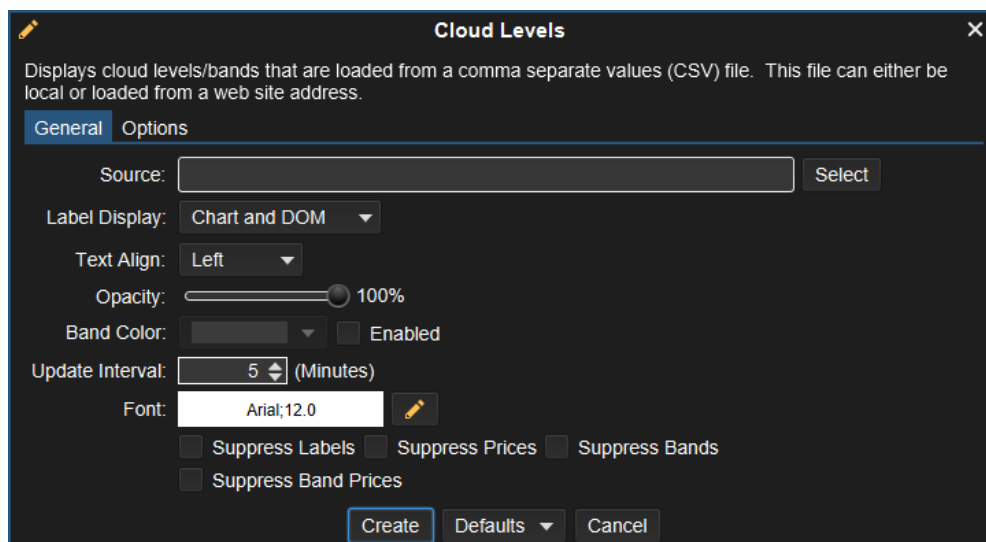 Cloud Levels
Displays cloud levels/bands that are loaded from a comma separate values (CSV) file.  This file can either be
local or loaded from a web site address.
General Options
Source: Select
Label Display: Chart and DOM
Text Align: Left
Opacity: 100%
Band Color: Enabled
Update Interval: 5 (Minutes)
Font: Arial;12.0
Suppress Labels Suppress Prices Suppress Bands
Suppress Band Prices
Create Defaults Cancel